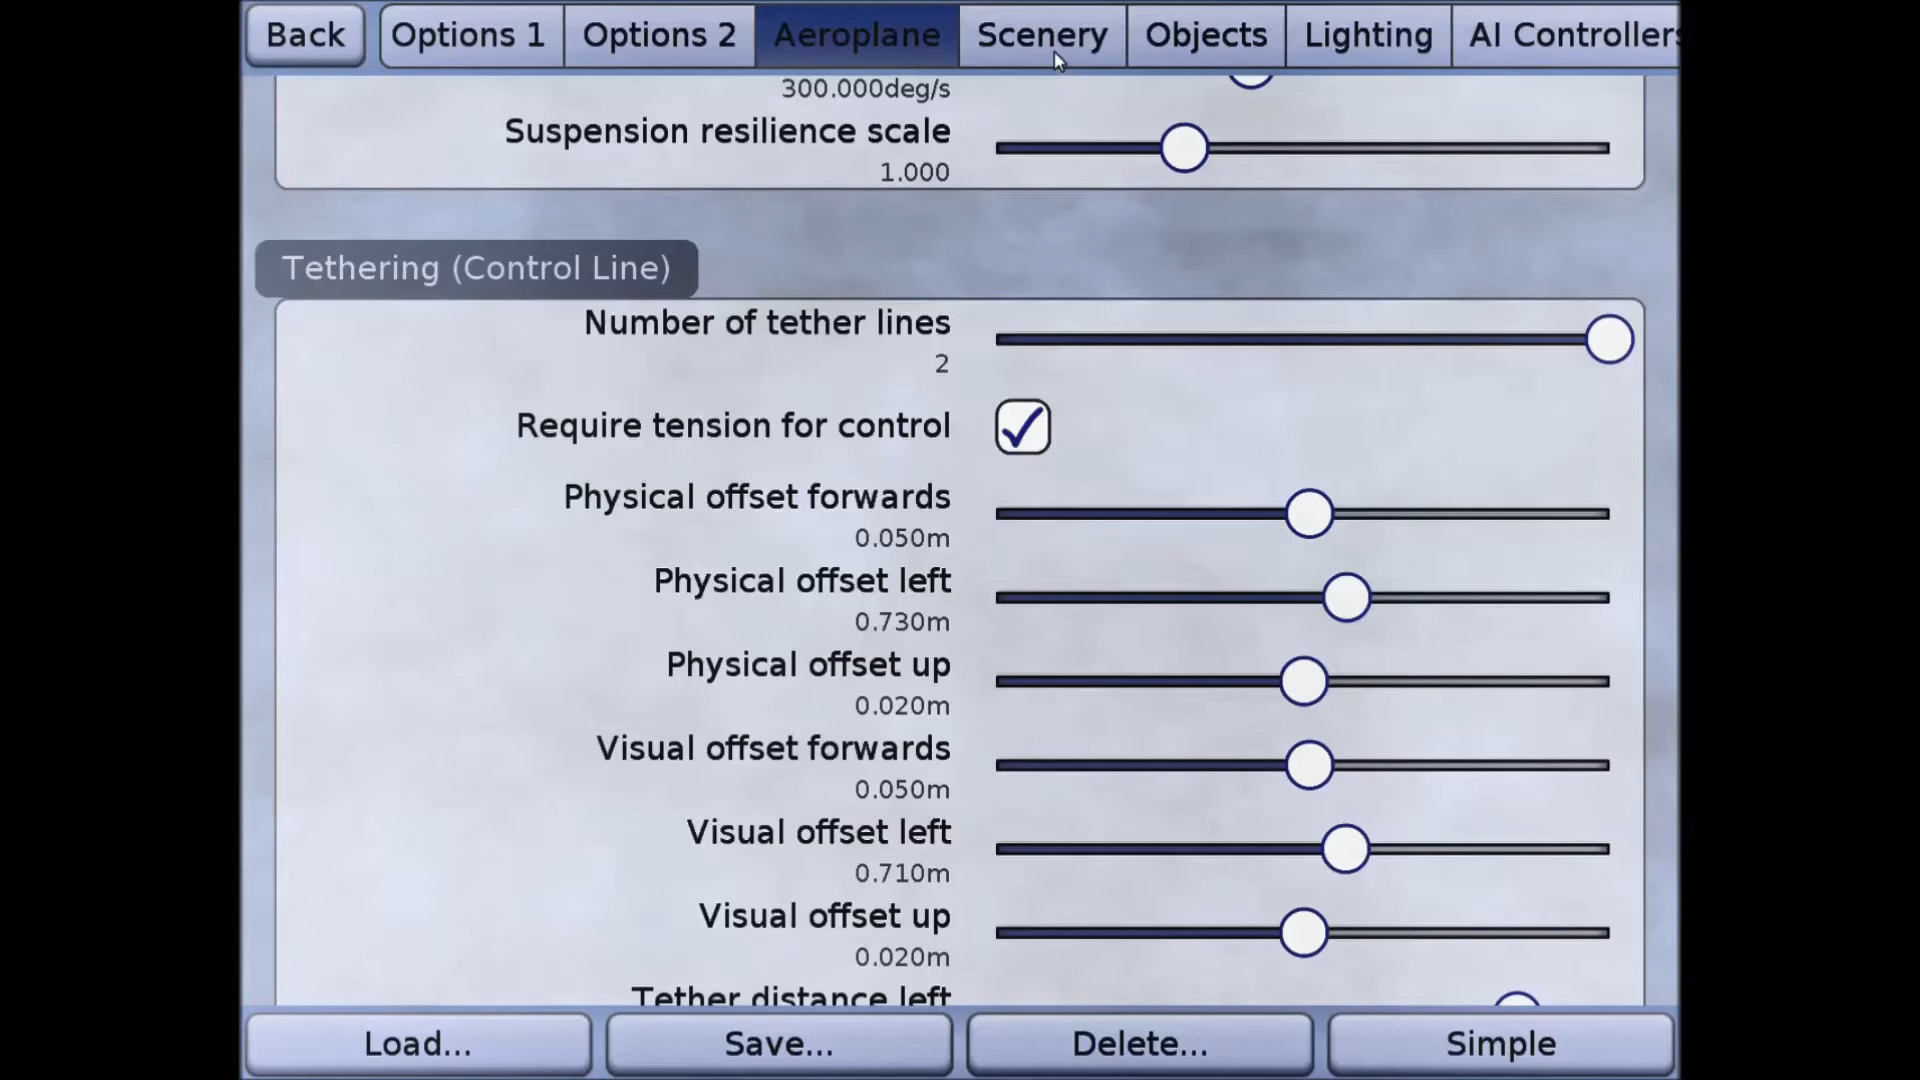 Back
Options 1
Options 2
Aeroplane
Scenery
Objects
Lighting
AI Controllers
300.000deg/s
Suspension resilience scale
1.000
Tethering (Control Line)
Number of tether lines
2
Require tension for control
Physical offset forwards
0.050m
Physical offset left
0.730m
Physical offset up
0.020m
Visual offset forwards
0.050m
Visual offset left
0.710m
Visual offset up
0.020m
Tether distance left
Load...
Save...
Delete...
Simple